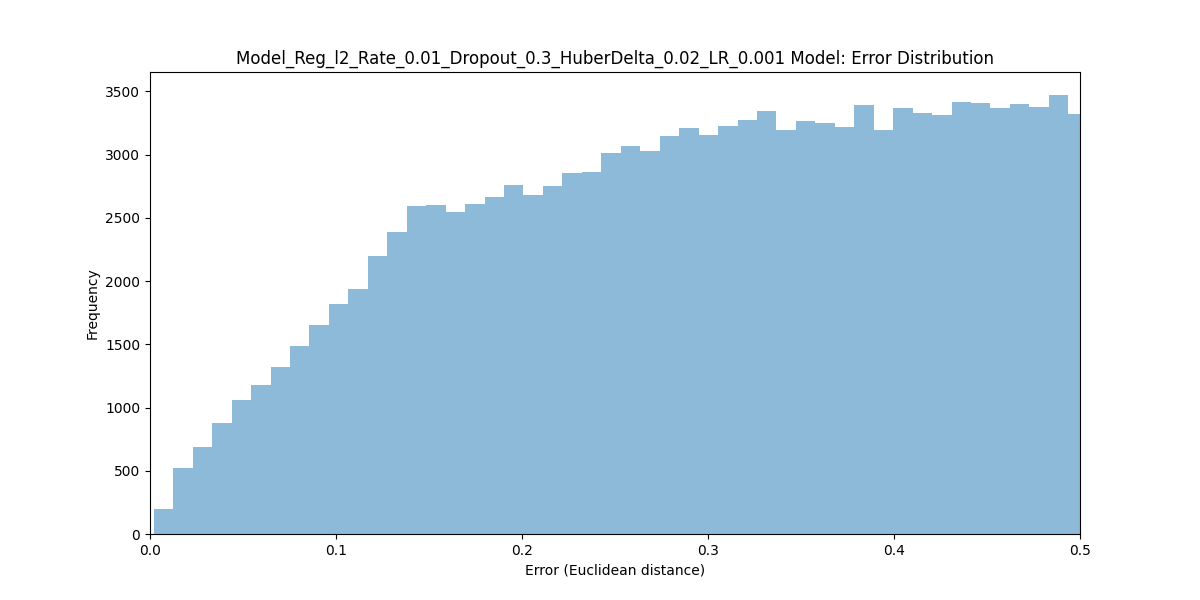 Model_Reg_l2_Rate_0.01_Dropout_0.3_HuberDelta_0.02_LR_0.001 Model: Error Distribution
3500
3000
2500
2000
1500
1000
500
0
Frequency
0.0 0.1 0.2 0.3 0.4 0.5
Error (Euclidean distance)